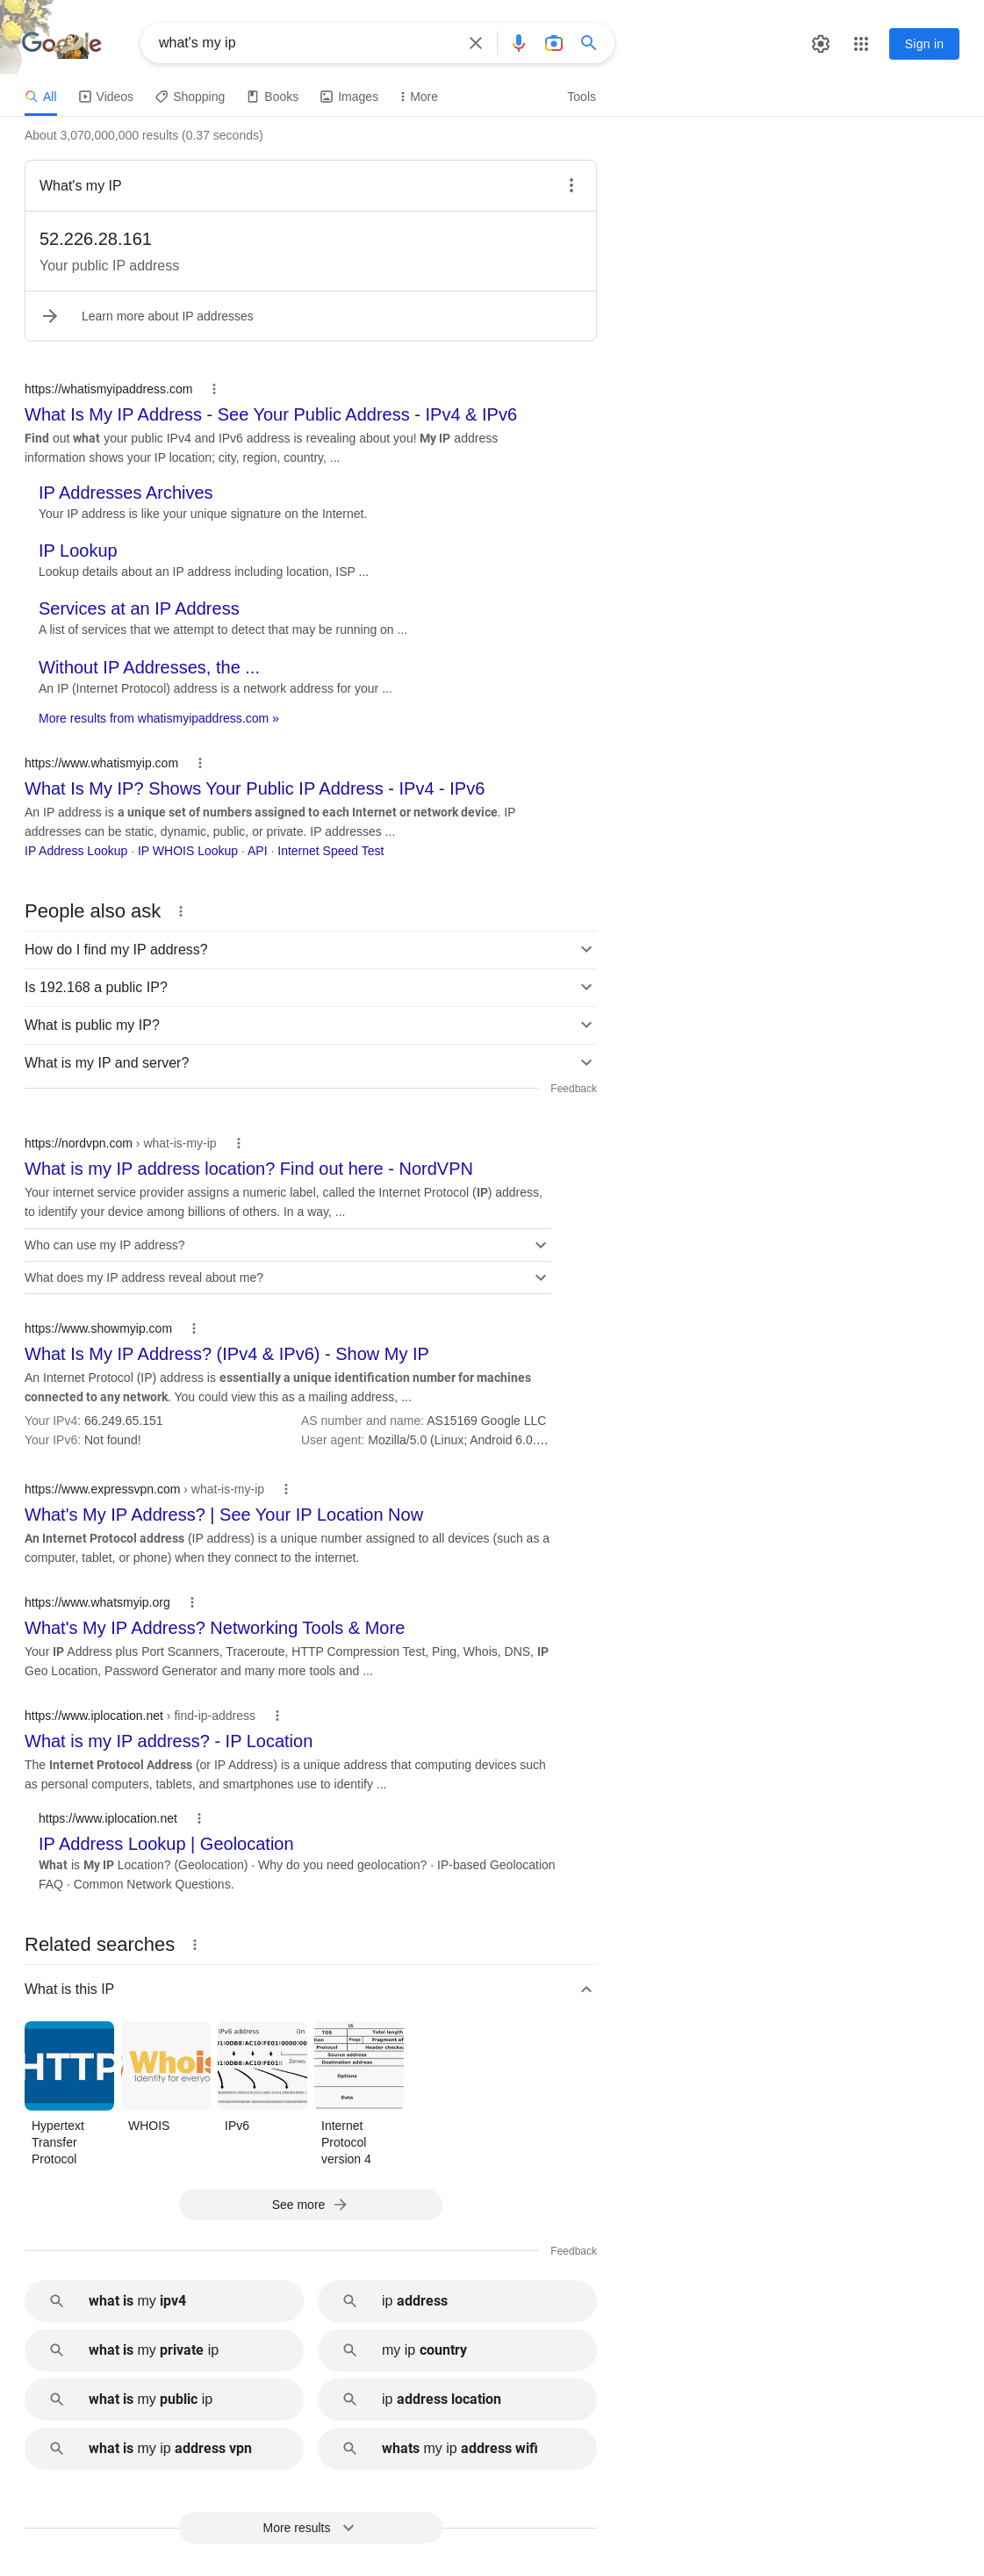 Google
what's my ip
Sign in
All
Videos
Shopping
Books
Images
More
Tools
About 3,070,000,000 results (0.37 seconds)
What's my IP
52.226.28.161
Your public IP address
Learn more about IP addresses
https://whatismyipaddress.com
What Is My IP Address - See Your Public Address - IPv4 & IPv6
Find out what your public IPv4 and IPv6 address is revealing about you! My IP address
information shows your IP location; city, region, country, ...
IP Addresses Archives
Your IP address is like your unique signature on the Internet.
IP Lookup
Lookup details about an IP address including location, ISP ...
Services at an IP Address
A list of services that we attempt to detect that may be running on ...
Without IP Addresses, the ...
An IP (Internet Protocol) address is a network address for your ...
More results from whatismyipaddress.com »
https://www.whatismyip.com
What Is My IP? Shows Your Public IP Address - IPv4 - IPv6
An IP address is a unique set of numbers assigned to each Internet or network device. IP
addresses can be static, dynamic, public, or private. IP addresses ...
IP Address Lookup · IP WHOIS Lookup · API · Internet Speed Test
People also ask
How do I find my IP address?
Is 192.168 a public IP?
What is public my IP?
What is my IP and server?
Feedback
https://nordvpn.com › what-is-my-ip
What is my IP address location? Find out here - NordVPN
Your internet service provider assigns a numeric label, called the Internet Protocol (IP) address,
to identify your device among billions of others. In a way, ...
Who can use my IP address?
What does my IP address reveal about me?
https://www.showmyip.com
What Is My IP Address? (IPv4 & IPv6) - Show My IP
An Internet Protocol (IP) address is essentially a unique identification number for machines
connected to any network. You could view this as a mailing address, ...
Your IPv4: 66.249.65.151
AS number and name: AS15169 Google LLC
Your IPv6: Not found!
User agent: Mozilla/5.0 (Linux; Android 6.0....
https://www.expressvpn.com › what-is-my-ip
What's My IP Address? | See Your IP Location Now
An Internet Protocol address (IP address) is a unique number assigned to all devices (such as a
computer, tablet, or phone) when they connect to the internet.
https://www.whatsmyip.org
What's My IP Address? Networking Tools & More
Your IP Address plus Port Scanners, Traceroute, HTTP Compression Test, Ping, Whois, DNS, IP
Geo Location, Password Generator and many more tools and ...
https://www.iplocation.net › find-ip-address
What is my IP address? - IP Location
The Internet Protocol Address (or IP Address) is a unique address that computing devices such
as personal computers, tablets, and smartphones use to identify ...
https://www.iplocation.net
IP Address Lookup | Geolocation
What is My IP Location? (Geolocation) · Why do you need geolocation? · IP-based Geolocation
FAQ · Common Network Questions.
Related searches
What is this IP
HTTP
Whois
Identity for everyo
IPv6 address (in
TOS
Total length
Flags
Fragment of
Protocol
Header checks
Source address
Destination address
Options
Data
Hypertext
Transfer
Protocol
WHOIS
IPv6
Internet
Protocol
version 4
See more
Feedback
what is my ipv4
ip address
what is my private ip
my ip country
what is my public ip
ip address location
what is my ip address vpn
whats my ip address wifi
More results